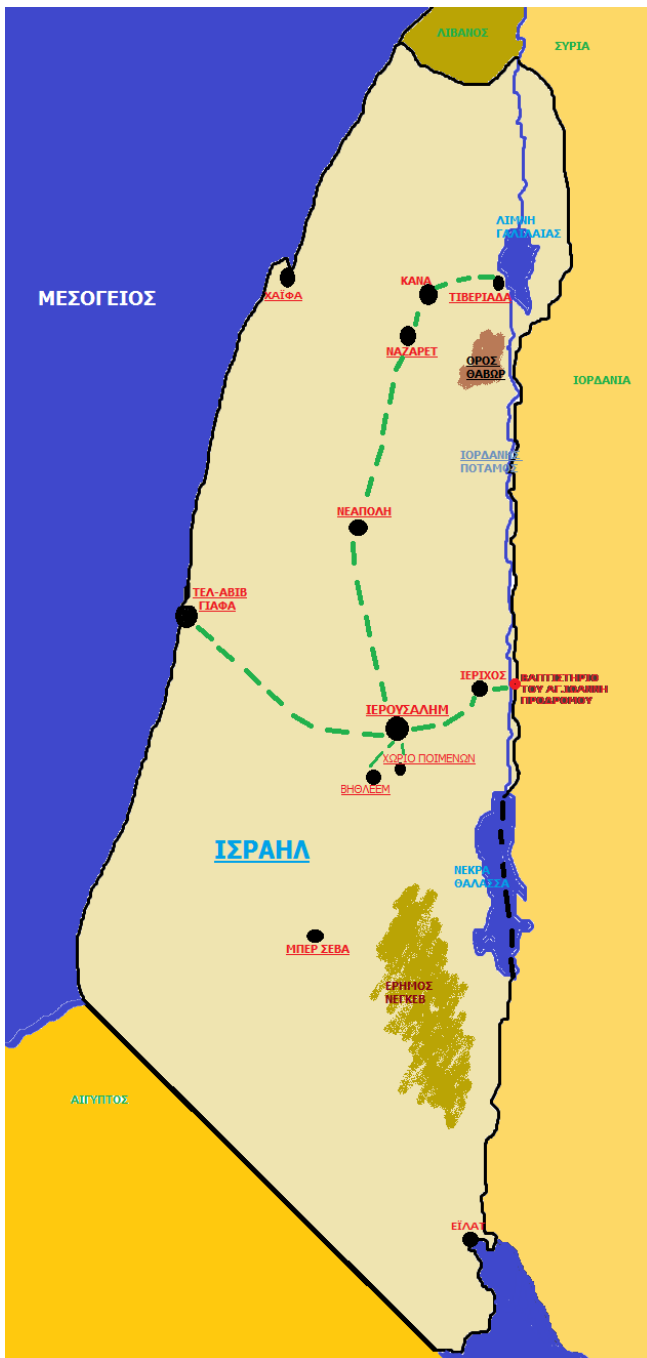 ΛΙΒΑΝΟΣ
ΣΥΡΙΑ
ΛΙΜΝΗ
ΓΑΛΙΛΑΙΑΣ
ΚΑΝΑ
ΧΑΪΦΑ
ΤΙΒΕΡΙΑΔΑ
ΜΕΣΟΓΕΙΟΣ
ΝΑΖΑΡΕΤ
ΟΡΟΣ
ΘΑΒΩΡ
ΙΟΡΔΑΝΙΑ
ΙΟΡΔΑΝΗΣ
ΠΟΤΑΜΟΣ
ΝΕΑΠΟΛΗ
ΤΕΛ-ΑΒΙΒ
ΓΙΑΦΑ
ΙΕΡΙΧΟΣ
ΒΑΠΤΙΣΤΗΡΙΟ
ΤΟΥ ΑΓ.ΙΩΑΝΝΗ
ΠΡΟΔΡΟΜΟΥ
ΙΕΡΟΥΣΑΛΗΜ
ΧΩΡΙΟ ΠΟΙΜΕΝΩΝ
ΒΗΘΛΕΕΜ
ΙΣΡΑΗΛ
ΝΕΚΡΑ
ΘΑΛΑΣΣΑ
ΜΠΕΡ ΣΕΒΑ
ΕΡΗΜΟΣ
ΝΕΓΚΕΒ
ΑΙΓΥΠΤΟΣ
ΕΪΛΑΤ